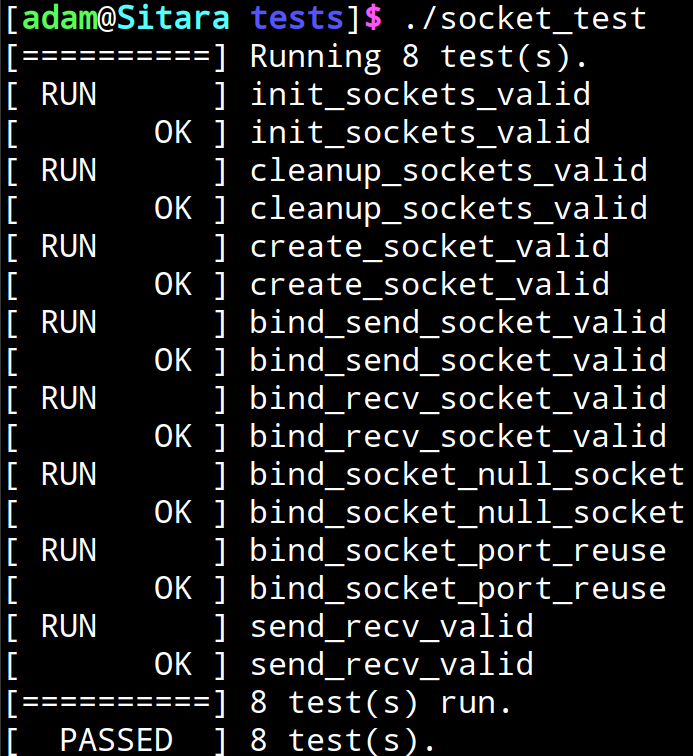 [adam@Sitara tests]$ ./socket_test
[==========] Running 8 test(s).
[ RUN      ] init_sockets_valid
[       OK ] init_sockets_valid
[ RUN      ] cleanup_sockets_valid
[       OK ] cleanup_sockets_valid
[ RUN      ] create_socket_valid
[       OK ] create_socket_valid
[ RUN      ] bind_send_socket_valid
[       OK ] bind_send_socket_valid
[ RUN      ] bind_recv_socket_valid
[       OK ] bind_recv_socket_valid
[ RUN      ] bind_socket_null_socket
[       OK ] bind_socket_null_socket
[ RUN      ] bind_socket_port_reuse
[       OK ] bind_socket_port_reuse
[ RUN      ] send_recv_valid
[       OK ] send_recv_valid
[==========] 8 test(s) run.
[  PASSED  ] 8 test(s).